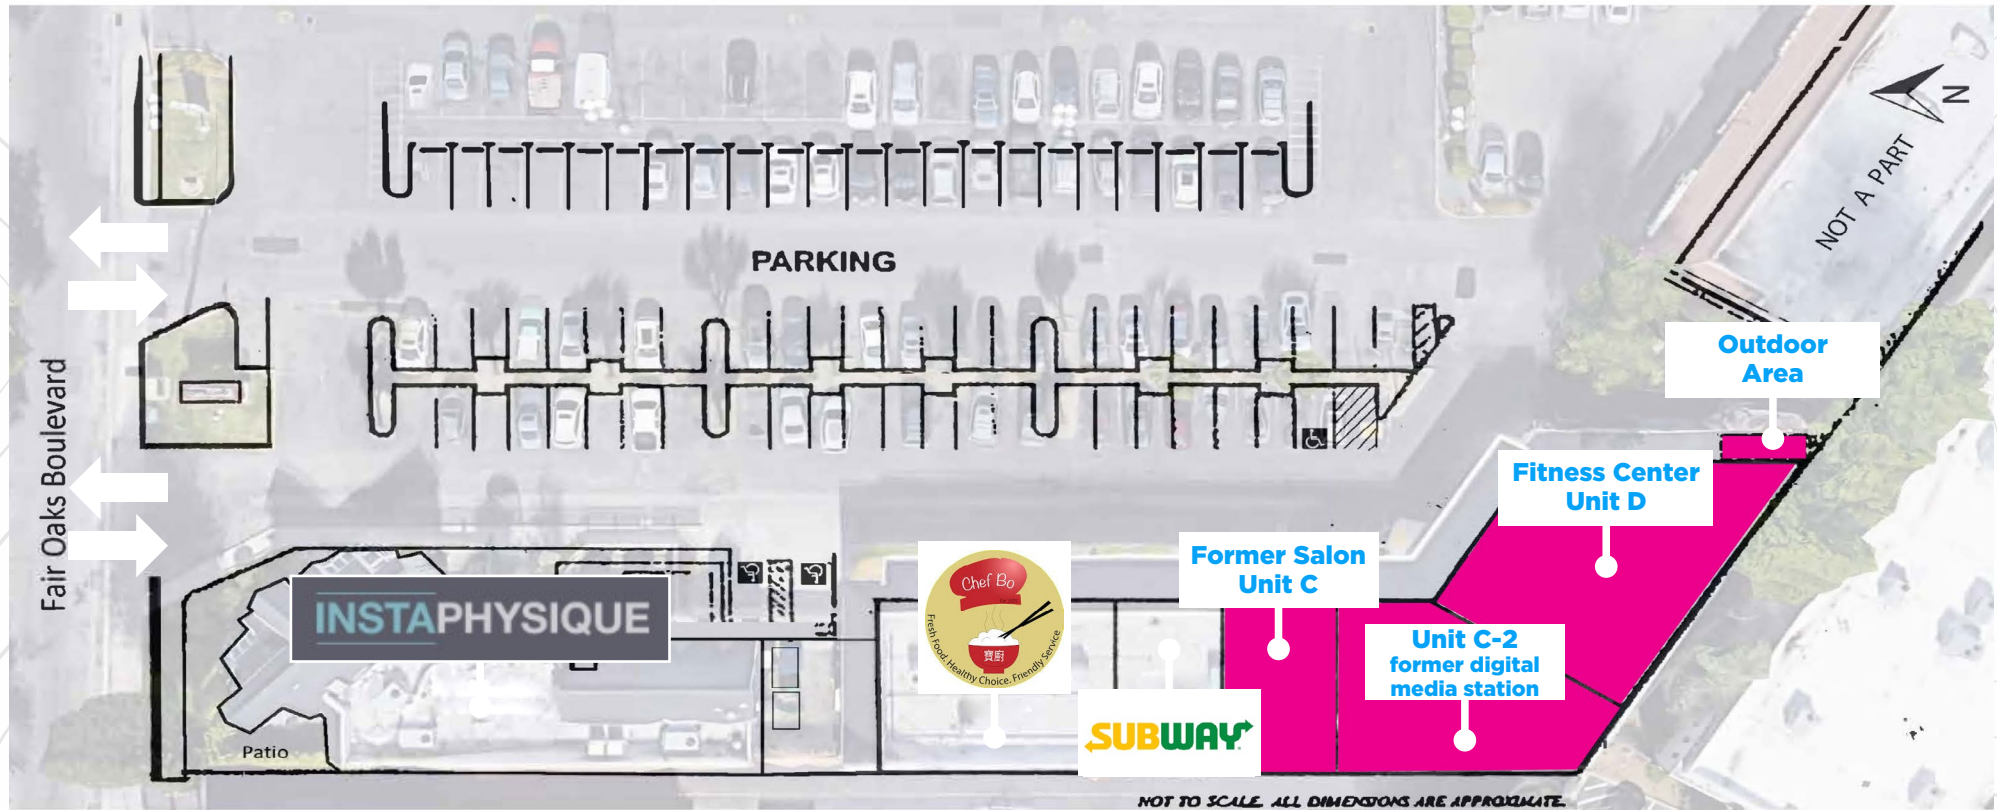 N
NOT A PART
PARKING
Outdoor
Area
Fair Oaks Boulevard
Fitness Center
Unit D
Former Salon
Unit C
Chef Bo
Fresh Food. Healthy Choice. Friendly Service
寶廚
INSTAPHYSIQUE
Unit C-2
former digital
media station
SUBWAY
Patio
NOT TO SCALE. ALL DIMENSIONS ARE APPROXIMATE.